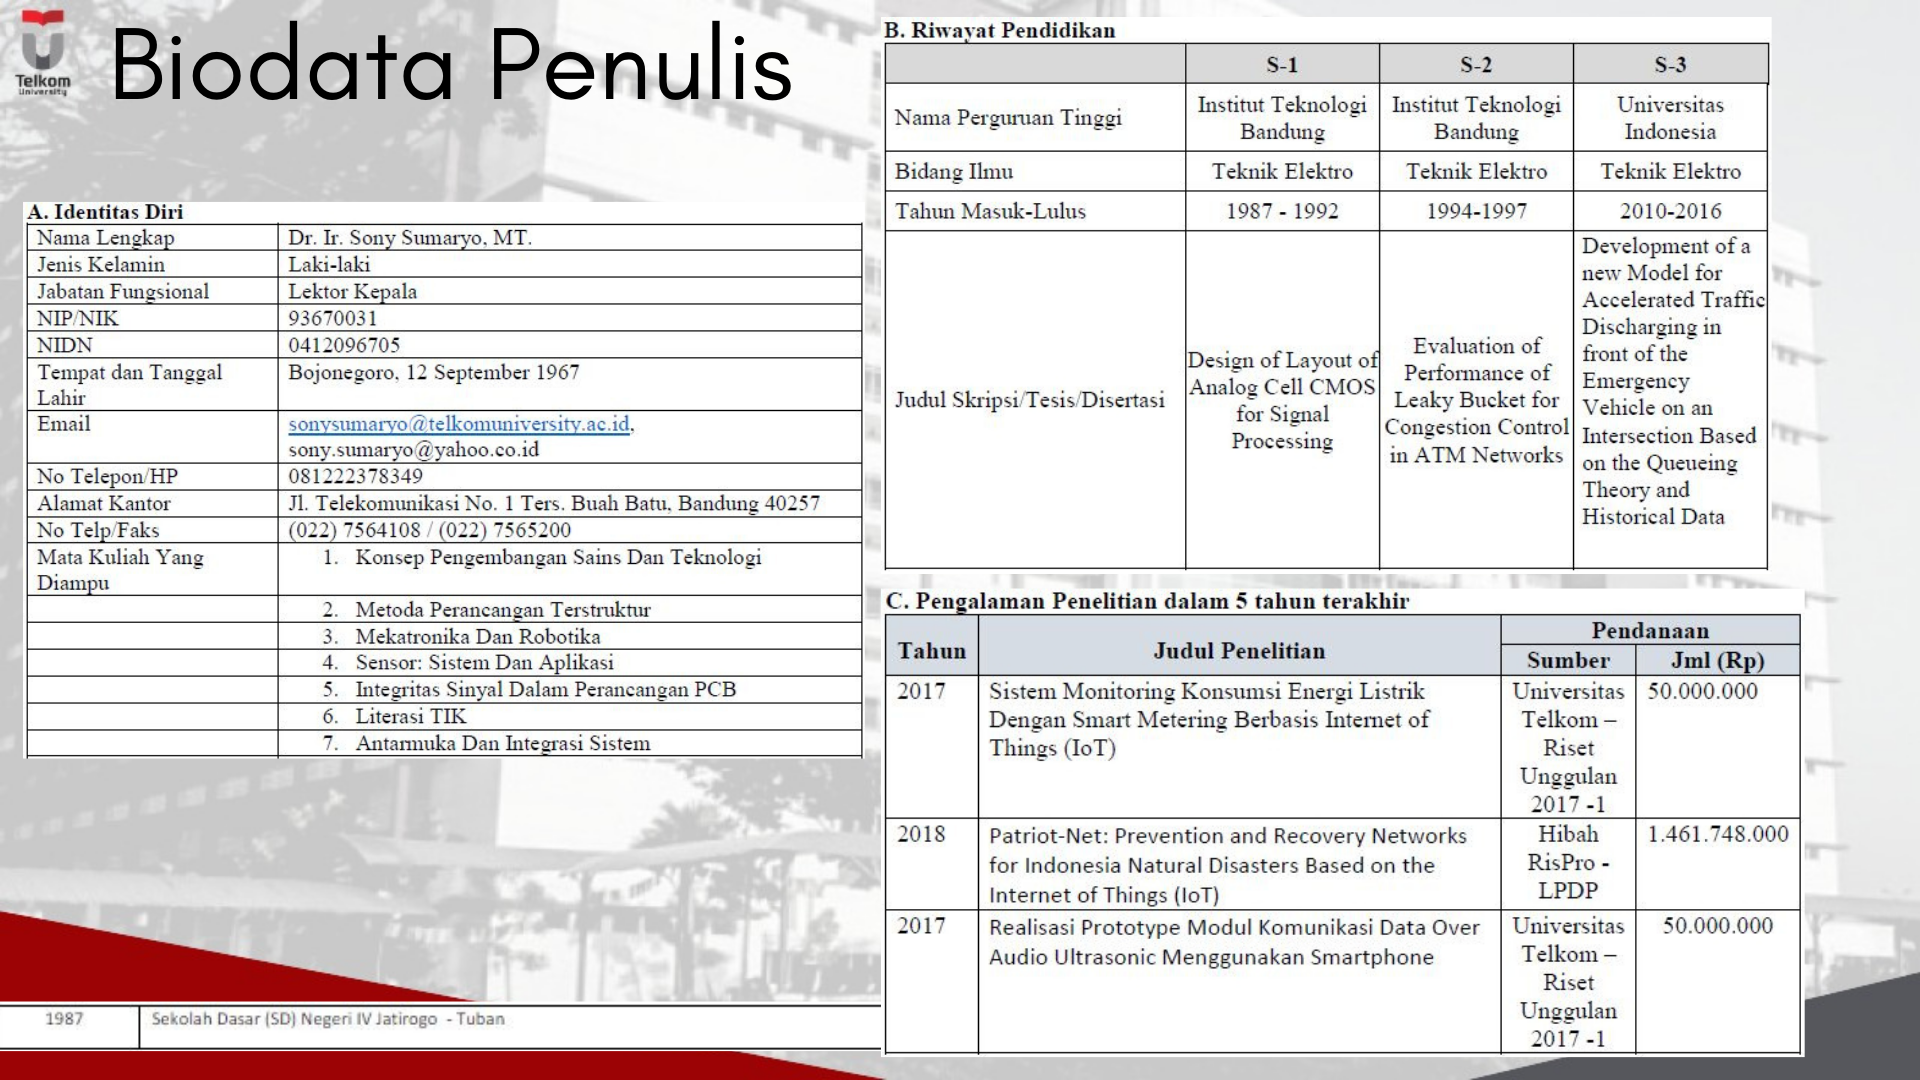 Telkom
University
Biodata Penulis
A. Identitas Diri
Nama Lengkap Dr. Ir. Sony Sumaryo, MT.
Jenis Kelamin Laki-laki
Jabatan Fungsional Lektor Kepala
NIP/NIK 93670031
NIDN 0412096705
Tempat dan Tanggal Bojonegoro, 12 September 1967
Lahir
Email sonysumaryo@telkomuniversity.ac.id,
sony.sumaryo@yahoo.co.id
No Telepon/HP 081222378349
Alamat Kantor Jl. Telekomunikasi No. 1 Ters. Buah Batu, Bandung 40257
No Telp/Faks (022) 7564108 / (022) 7565200
Mata Kuliah Yang 1. Konsep Pengembangan Sains Dan Teknologi
Diampu
2. Metoda Perancangan Terstruktur
3. Mekatronika Dan Robotika
4. Sensor: Sistem Dan Aplikasi
5. Integritas Sinyal Dalam Perancangan PCB
6. Literasi TIK
7. Antarmuka Dan Integrasi Sistem
1987 Sekolah Dasar (SD) Negeri IV Jatirogo - Tuban
B. Riwayat Pendidikan
S-1 S-2 S-3
Nama Perguruan Tinggi
Institut Teknologi
Bandung
Institut Teknologi
Bandung
Universitas
Indonesia
Bidang Ilmu Teknik Elektro Teknik Elektro Teknik Elektro
Tahun Masuk-Lulus 1987 - 1992 1994-1997 2010-2016
Judul Skripsi/Tesis/Disertasi
Design of Layout of
Analog Cell CMOS
for Signal
Processing
Evaluation of
Performance of
Leaky Bucket for
Congestion Control
in ATM Networks
Development of a
new Model for
Accelerated Traffic
Discharging in
front of the
Emergency
Vehicle on an
Intersection Based
on the Queueing
Theory and
Historical Data
C. Pengalaman Penelitian dalam 5 tahun terakhir
Tahun Judul Penelitian Pendanaan
Sumber Jml (Rp)
2017
Sistem Monitoring Konsumsi Energi Listrik
Dengan Smart Metering Berbasis Internet of
Things (IoT)
Universitas
Telkom –
Riset
Unggulan
2017 -1
50.000.000
2018
Patriot-Net: Prevention and Recovery Networks
for Indonesia Natural Disasters Based on the
Internet of Things (IoT)
Hibah
RisPro -
LPDP
1.461.748.000
2017
Realisasi Prototype Modul Komunikasi Data Over
Audio Ultrasonic Menggunakan Smartphone
Universitas
Telkom –
Riset
Unggulan
2017 -1
50.000.000